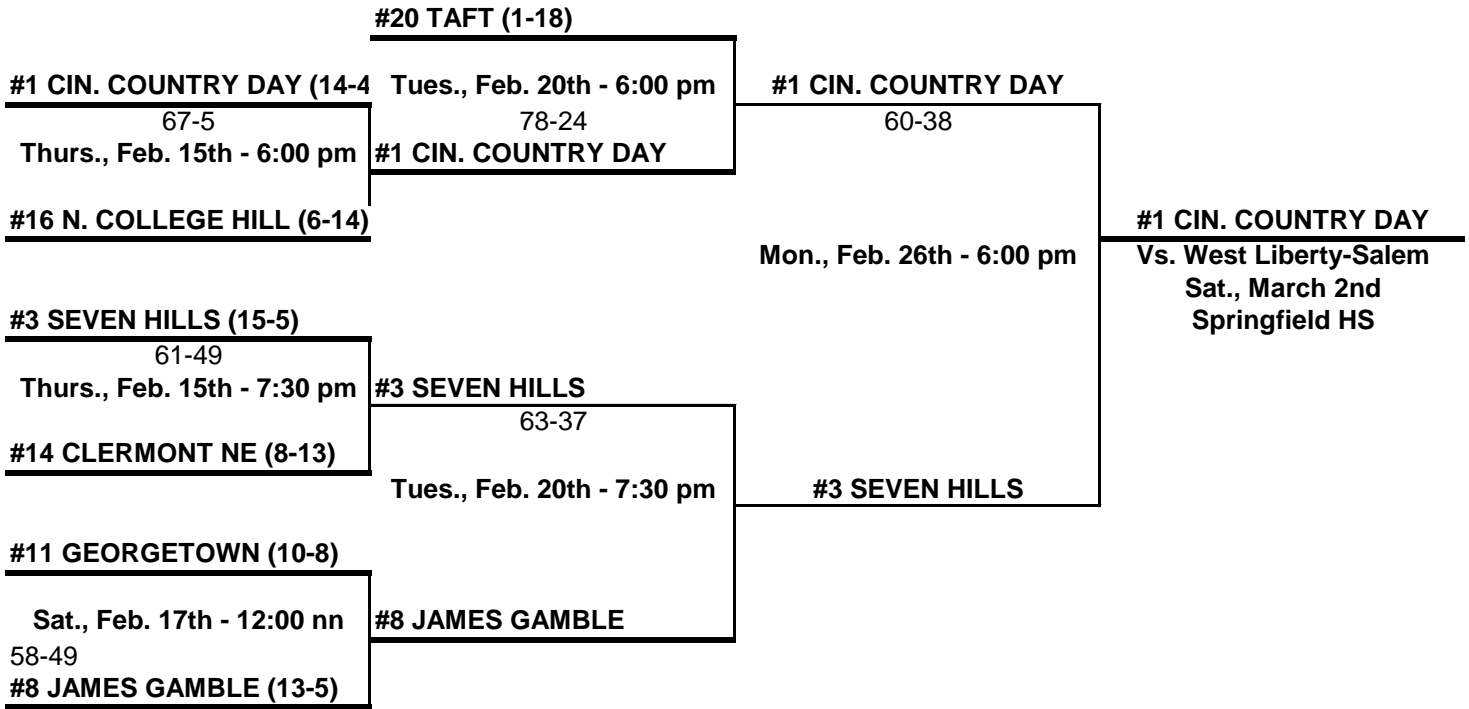 #20 TAFT (1-18)
#1 CIN. COUNTRY DAY (14-4
Tues., Feb. 20th - 6:00 pm
#1 CIN. COUNTRY DAY
67-5
78-24
60-38
Thurs., Feb. 15th - 6:00 pm
#1 CIN. COUNTRY DAY
#16 N. COLLEGE HILL (6-14)
#1 CIN. COUNTRY DAY
Mon., Feb. 26th - 6:00 pm
Vs. West Liberty-Salem
Sat., March 2nd
Springfield HS
#3 SEVEN HILLS (15-5)
61-49
Thurs., Feb. 15th - 7:30 pm
#3 SEVEN HILLS
63-37
#14 CLERMONT NE (8-13)
Tues., Feb. 20th - 7:30 pm
#3 SEVEN HILLS
#11 GEORGETOWN (10-8)
Sat., Feb. 17th - 12:00 nn
#8 JAMES GAMBLE
58-49
#8 JAMES GAMBLE (13-5)